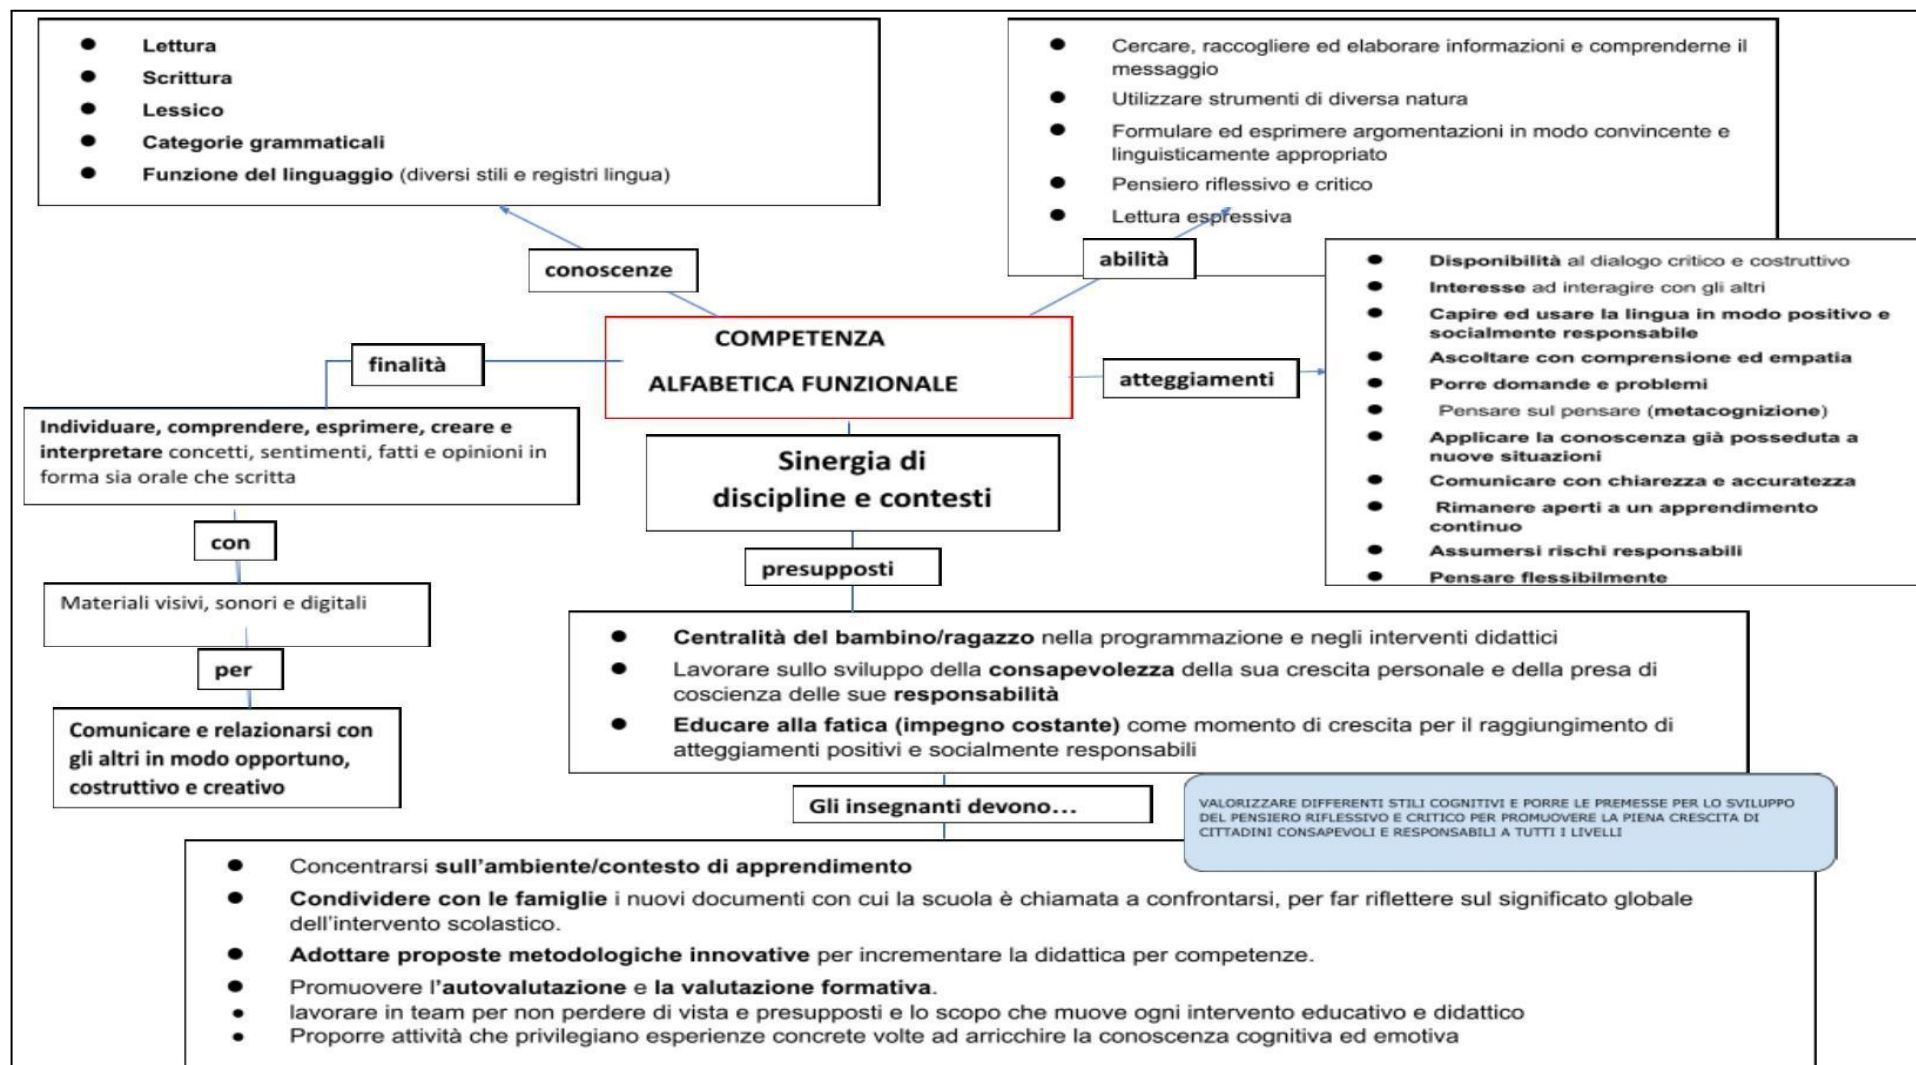 Lettura
Scrittura
Lessico
Categorie grammaticali
Funzione del linguaggio (diversi stili e registri lingua)
Cercare, raccogliere ed elaborare informazioni e comprenderne il
messaggio
Utilizzare strumenti di diversa natura
Formulare ed esprimere argomentazioni in modo convincente e
linguisticamente appropriato
Pensiero riflessivo e critico
Lettura espressiva
conoscenze
abilità
Disponibilità al dialogo critico e costruttivo
Interesse ad interagire con gli altri
Capire ed usare la lingua in modo positivo e
socialmente responsabile
Ascoltare con comprensione ed empatia
Porre domande e problemi
Pensare sul pensare (metacognizione)
Applicare la conoscenza già posseduta a
nuove situazioni
Comunicare con chiarezza e accuratezza
Rimanere aperti a un apprendimento
continuo
Assumersi rischi responsabili
Pensare flessibilmente
COMPETENZA
ALFABETICA FUNZIONALE
finalità
atteggiamenti
Individuare, comprendere, esprimere, creare e
interpretare concetti, sentimenti, fatti e opinioni in
forma sia orale che scritta
Sinergia di
discipline e contesti
con
presupposti
Materiali visivi, sonori e digitali
per
Comunicare e relazionarsi con
gli altri in modo opportuno,
costruttivo e creativo
Centralità del bambino/ragazzo nella programmazione e negli interventi didattici
Lavorare sullo sviluppo della consapevolezza della sua crescita personale e della presa di
coscienza delle sue responsabilità
Educare alla fatica (impegno costante) come momento di crescita per il raggiungimento di
atteggiamenti positivi e socialmente responsabili
Gli insegnanti devono…
VALORIZZARE DIFFERENTI STILI COGNITIVI E PORRE LE PREMESSE PER LO SVILUPPO
DEL PENSIERO RIFLESSIVO E CRITICO PER PROMUOVERE LA PIENA CRESCITA DI
CITTADINI CONSAPEVOLI E RESPONSABILI A TUTTI I LIVELLI
Concentrarsi sull'ambiente/contesto di apprendimento
Condividere con le famiglie i nuovi documenti con cui la scuola è chiamata a confrontarsi, per far riflettere sul significato globale
dell'intervento scolastico.
Adottare proposte metodologiche innovative per incrementare la didattica per competenze.
Promuovere l'autovalutazione e la valutazione formativa.
lavorare in team per non perdere di vista e presupposti e lo scopo che muove ogni intervento educativo e didattico
Proporre attività che privilegiano esperienze concrete volte ad arricchire la conoscenza cognitiva ed emotiva